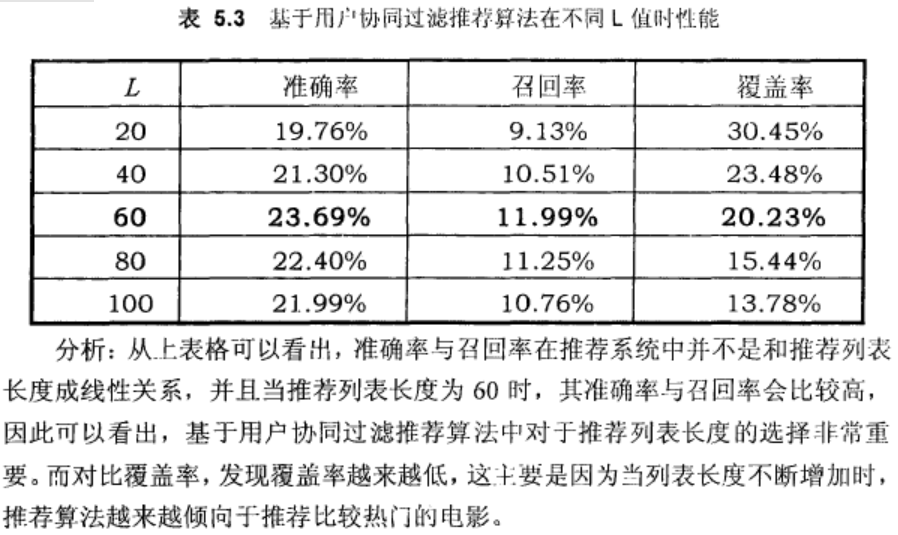 表 5.3 基于用户协同过滤推荐算法在不同 L 值时性能
L 准确率 召回率 覆盖率
20 19.76% 9.13% 30.45%
40 21.30% 10.51% 23.48%
60 23.69% 11.99% 20.23%
80 22.40% 11.25% 15.44%
100 21.99% 10.76% 13.78%
分析：从上表格可以看出，准确率与召回率在推荐系统中并不是和推荐列表
长度成线性关系，并且当推荐列表长度为 60 时，其准确率与召回率会比较高，
因此可以看出，基于用户协同过滤推荐算法中对于推荐列表长度的选择非常重
要。而对比覆盖率，发现覆盖率越来越低，这主要是因为当列表长度不断增加时，
推荐算法越来越倾向于推荐比较热门的电影。